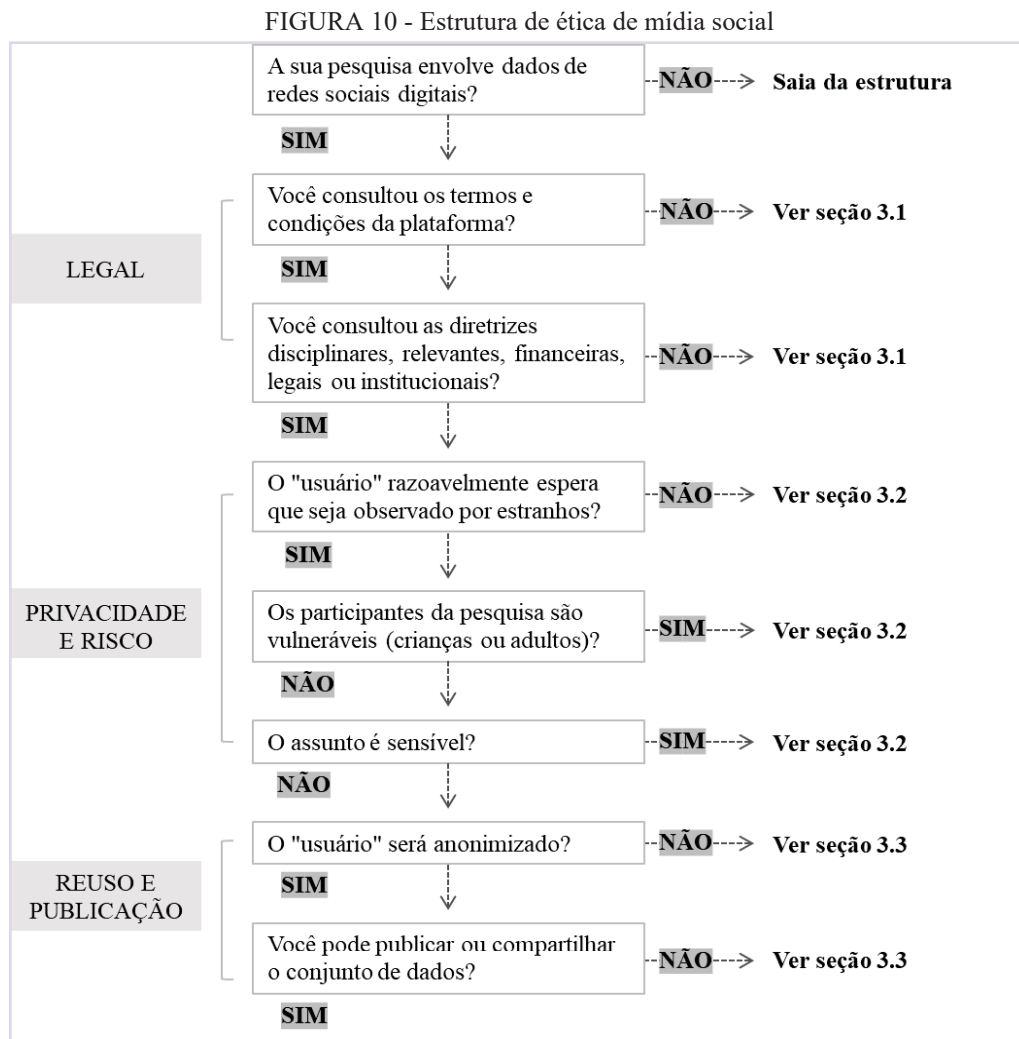 FIGURA 10 - Estrutura de ética de mídia social
A sua pesquisa envolve dados de
redes sociais digitais?
NÃO
Saia da estrutura
SIM
LEGAL
Você consultou os termos e
condições da plataforma?
NÃO
Ver seção 3.1
SIM
Você consultou as diretrizes
disciplinares, relevantes, financeiras,
legais ou institucionais?
NÃO
Ver seção 3.1
SIM
PRIVACIDADE
E RISCO
O "usuário" razoavelmente espera
que seja observado por estranhos?
NÃO
Ver seção 3.2
SIM
Os participantes da pesquisa são
vulneráveis (crianças ou adultos)?
SIM
Ver seção 3.2
NÃO
O assunto é sensível?
SIM
Ver seção 3.2
NÃO
REUSO E
PUBLICAÇÃO
O "usuário" será anonimizado?
NÃO
Ver seção 3.3
SIM
Você pode publicar ou compartilhar
o conjunto de dados?
NÃO
Ver seção 3.3
SIM